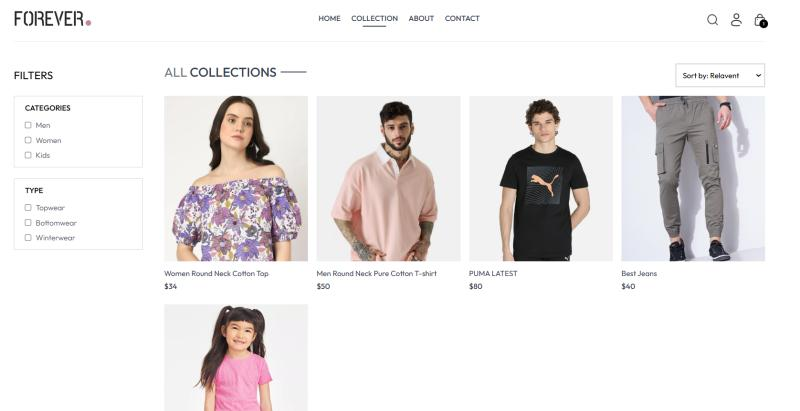 FOREVER.
HOME COLLECTION ABOUT CONTACT
1
FILTERS
CATEGORIES
Men
Women
Kids
TYPE
Topwear
Bottomwear
Winterwear
ALL COLLECTIONS
Sort by: Relavent
Women Round Neck Cotton Top
$34
Men Round Neck Pure Cotton T-shirt
$50
PUMA LATEST
$80
Best Jeans
$40